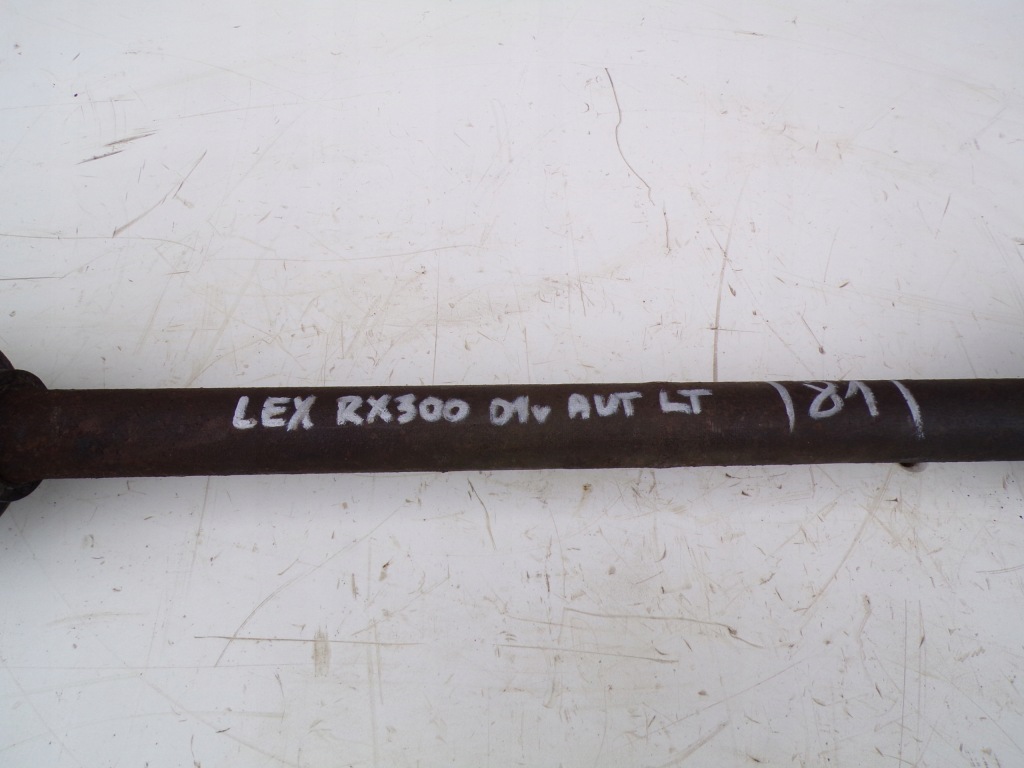 LEX RX300 01v AUT LT (81)